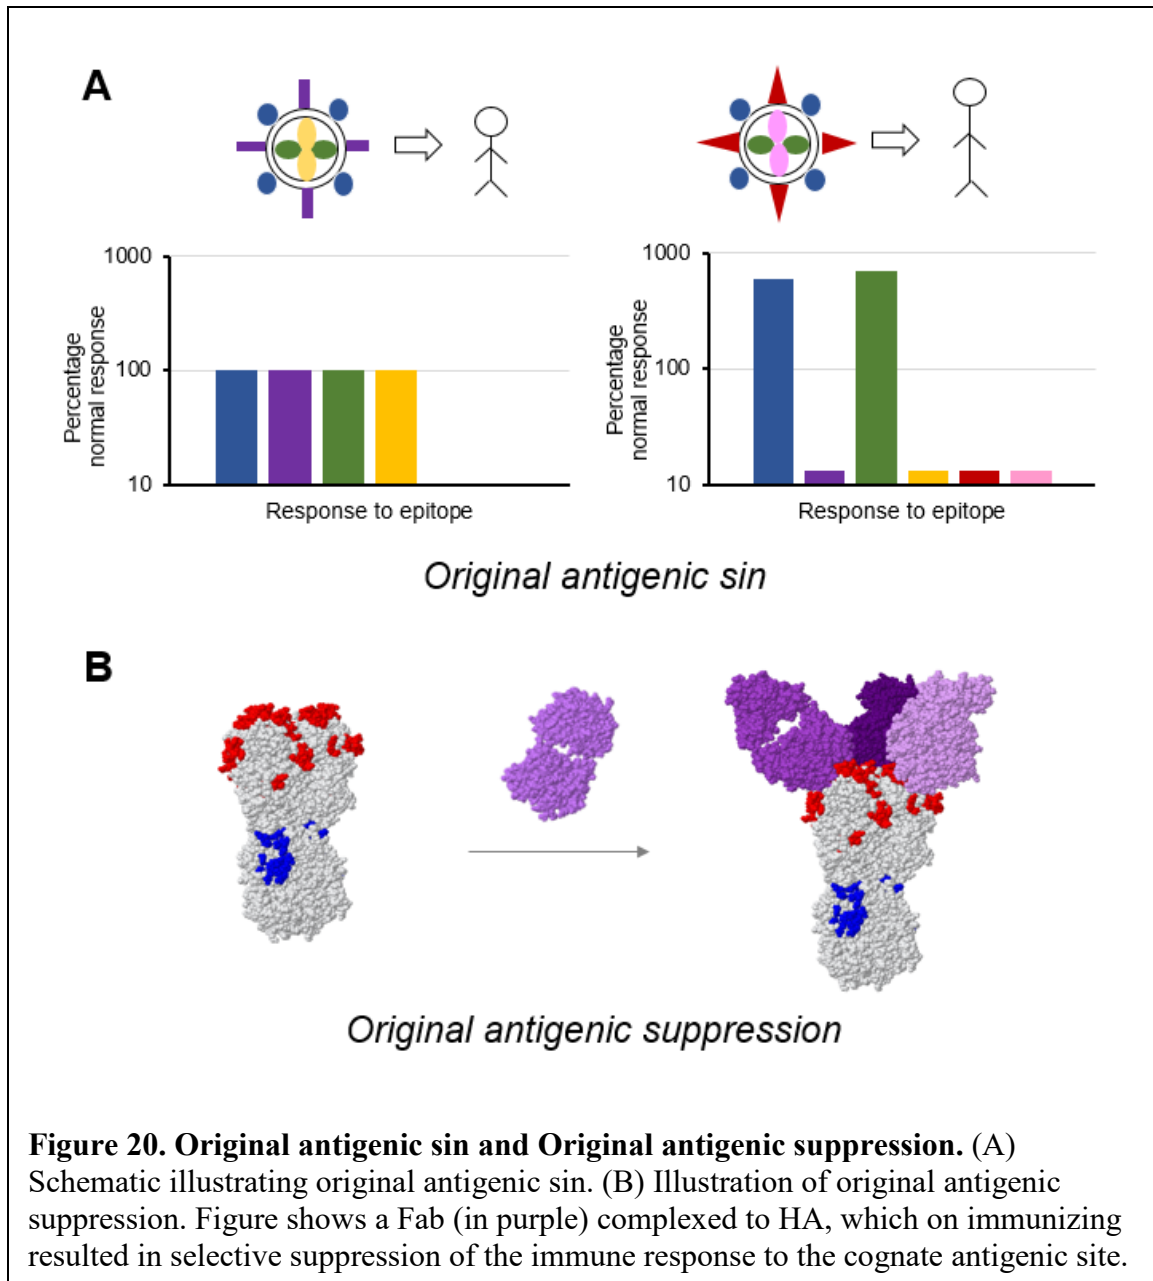 A
1000
100
10
Percentage
normal response
Response to epitope
1000
100
10
Percentage
normal response
Response to epitope
Original antigenic sin
B
Original antigenic suppression
Figure 20. Original antigenic sin and Original antigenic suppression. (A)
Schematic illustrating original antigenic sin. (B) Illustration of original antigenic
suppression. Figure shows a Fab (in purple) complexed to HA, which on immunizing
resulted in selective suppression of the immune response to the cognate antigenic site.